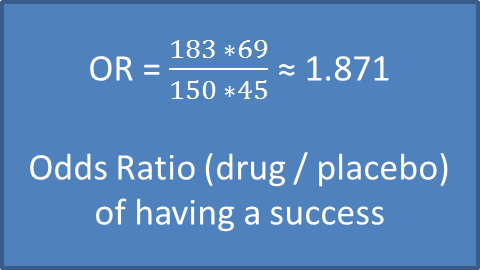 OR = 183 *69 / 150 *45 ≈ 1.871
Odds Ratio (drug / placebo)
of having a success